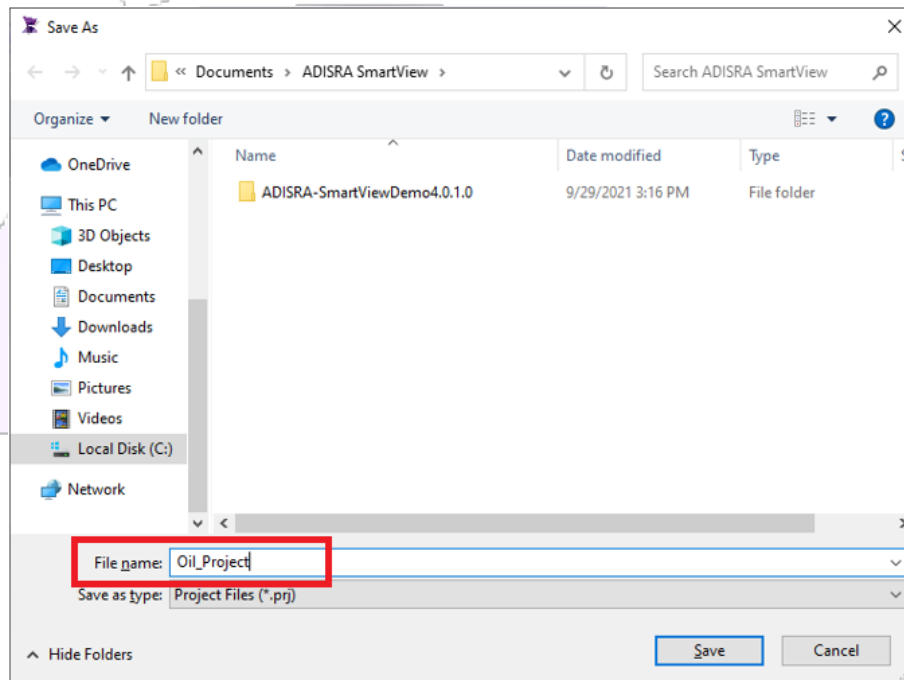 Save As
« Documents › ADISRA SmartView ›
Search ADISRA SmartView
Organize
New folder
?
Name
Date modified
Type
OneDrive
ADISRA-SmartViewDemo4.0.1.0
9/29/2021 3:16 PM
File folder
This PC
3D Objects
Desktop
Documents
Downloads
Music
Pictures
Videos
Local Disk (C:)
Network
File name: Oil_Project
Save as type: Project Files (*.prj)
Hide Folders
Save
Cancel